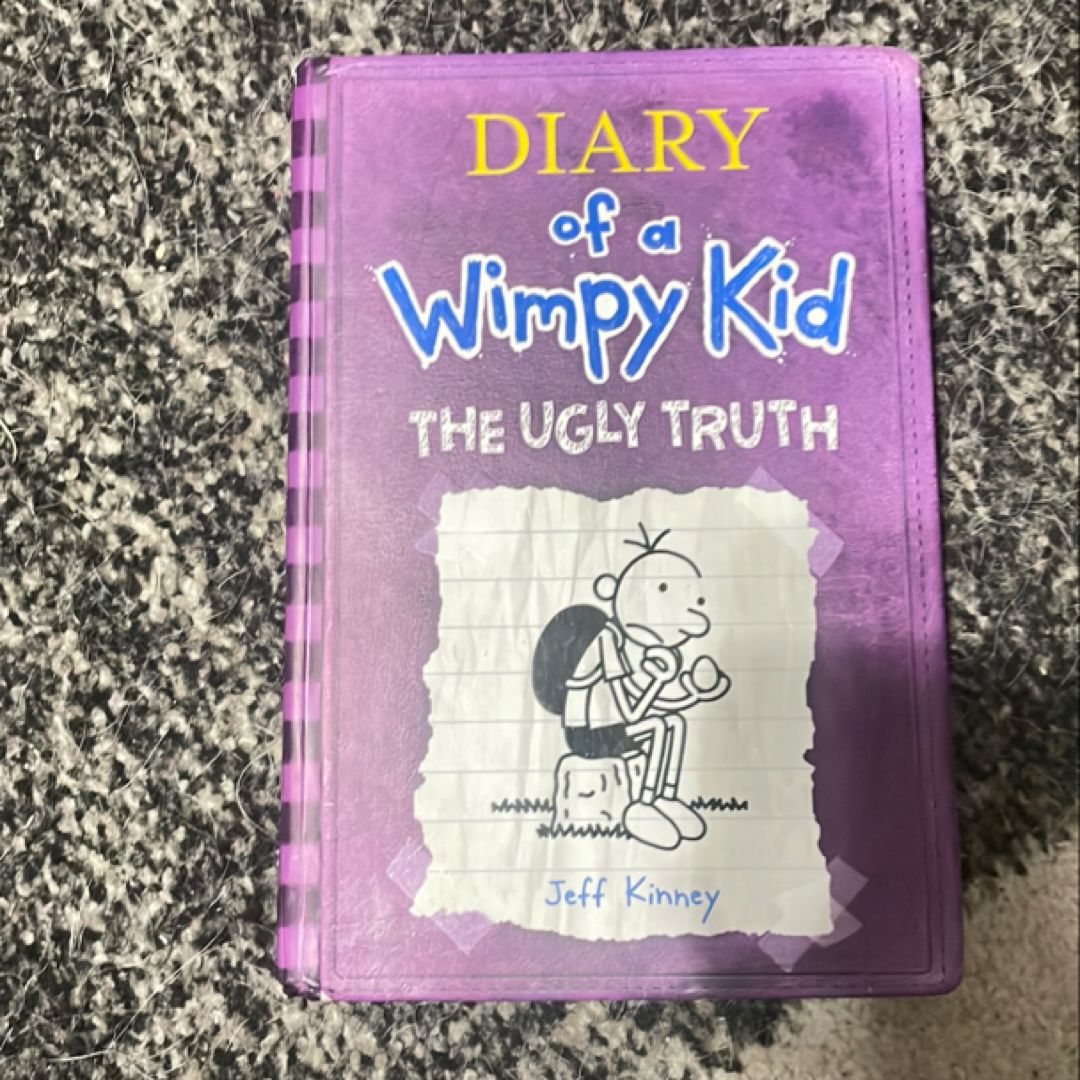 DIARY
of a
Wimpy Kid
THE UGLY TRUTH
Jeff Kinney